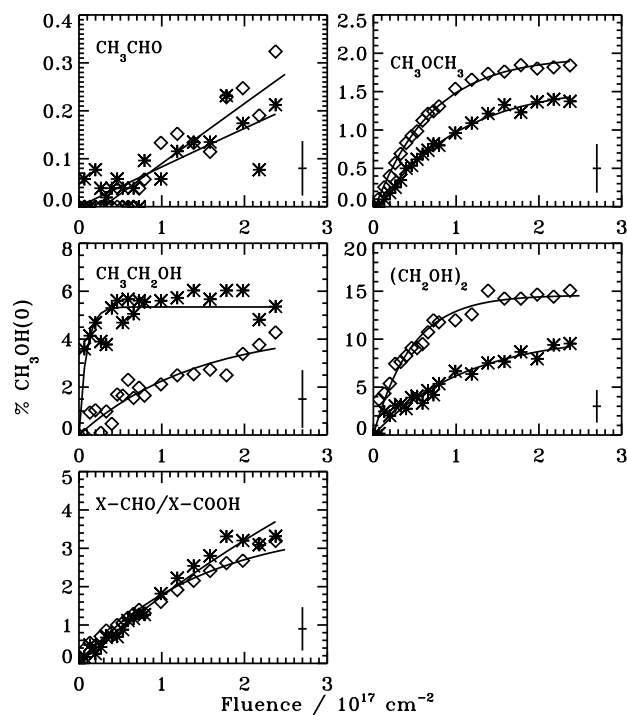 0.4
0.3
0.2
0.1
0.0
CH3CHO
0 1 2 3
2.5
2.0
1.5
1.0
0.5
0.0
CH3OCH3
0 1 2 3
% CH3OH(0)
8
6
4
2
0
CH3CH2OH
0 1 2 3
20
15
10
5
0
(CH2OH)2
0 1 2 3
5
4
3
2
1
0
X-CHO/X-COOH
0 1 2 3
Fluence / 10^17 cm^-2